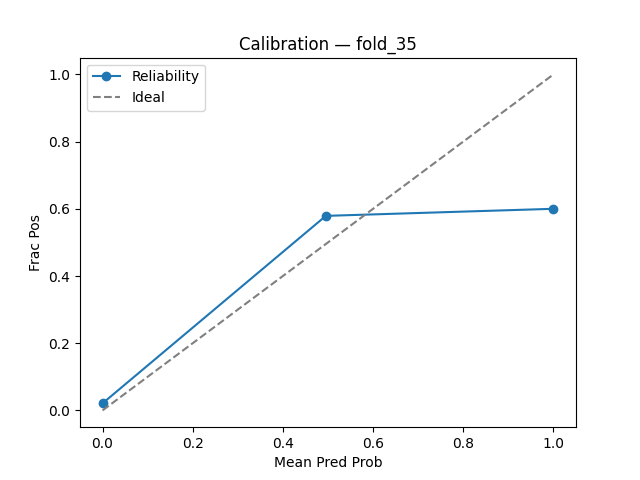 Calibration — fold_35
Reliability
Ideal
Frac Pos
1.0
0.8
0.6
0.4
0.2
0.0
0.0 0.2 0.4 0.6 0.8 1.0
Mean Pred Prob